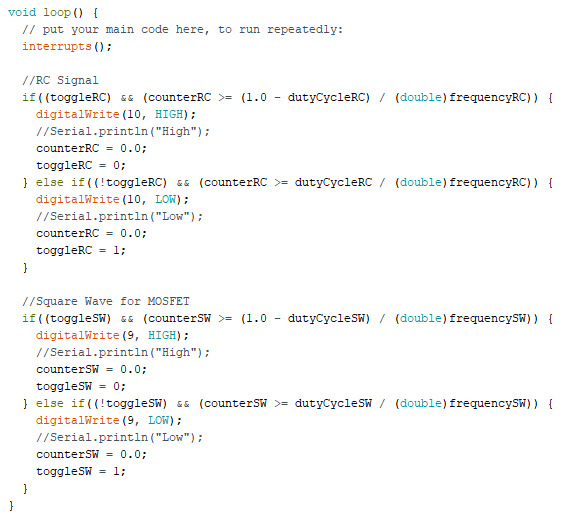 void loop() {
  // put your main code here, to run repeatedly:
  interrupts();

  //RC Signal
  if((toggleRC) && (counterRC >= (1.0 - dutyCycleRC) / (double)frequencyRC)) {
    digitalWrite(10, HIGH);
    //Serial.println("High");
    counterRC = 0.0;
    toggleRC = 0;
  } else if((!toggleRC) && (counterRC >= dutyCycleRC / (double)frequencyRC)) {
    digitalWrite(10, LOW);
    //Serial.println("Low");
    counterRC = 0.0;
    toggleRC = 1;
  }

  //Square Wave for MOSFET
  if((toggleSW) && (counterSW >= (1.0 - dutyCycleSW) / (double)frequencySW)) {
    digitalWrite(9, HIGH);
    //Serial.println("High");
    counterSW = 0.0;
    toggleSW = 0;
  } else if((!toggleSW) && (counterSW >= dutyCycleSW / (double)frequencySW)) {
    digitalWrite(9, LOW);
    //Serial.println("Low");
    counterSW = 0.0;
    toggleSW = 1;
  }
}